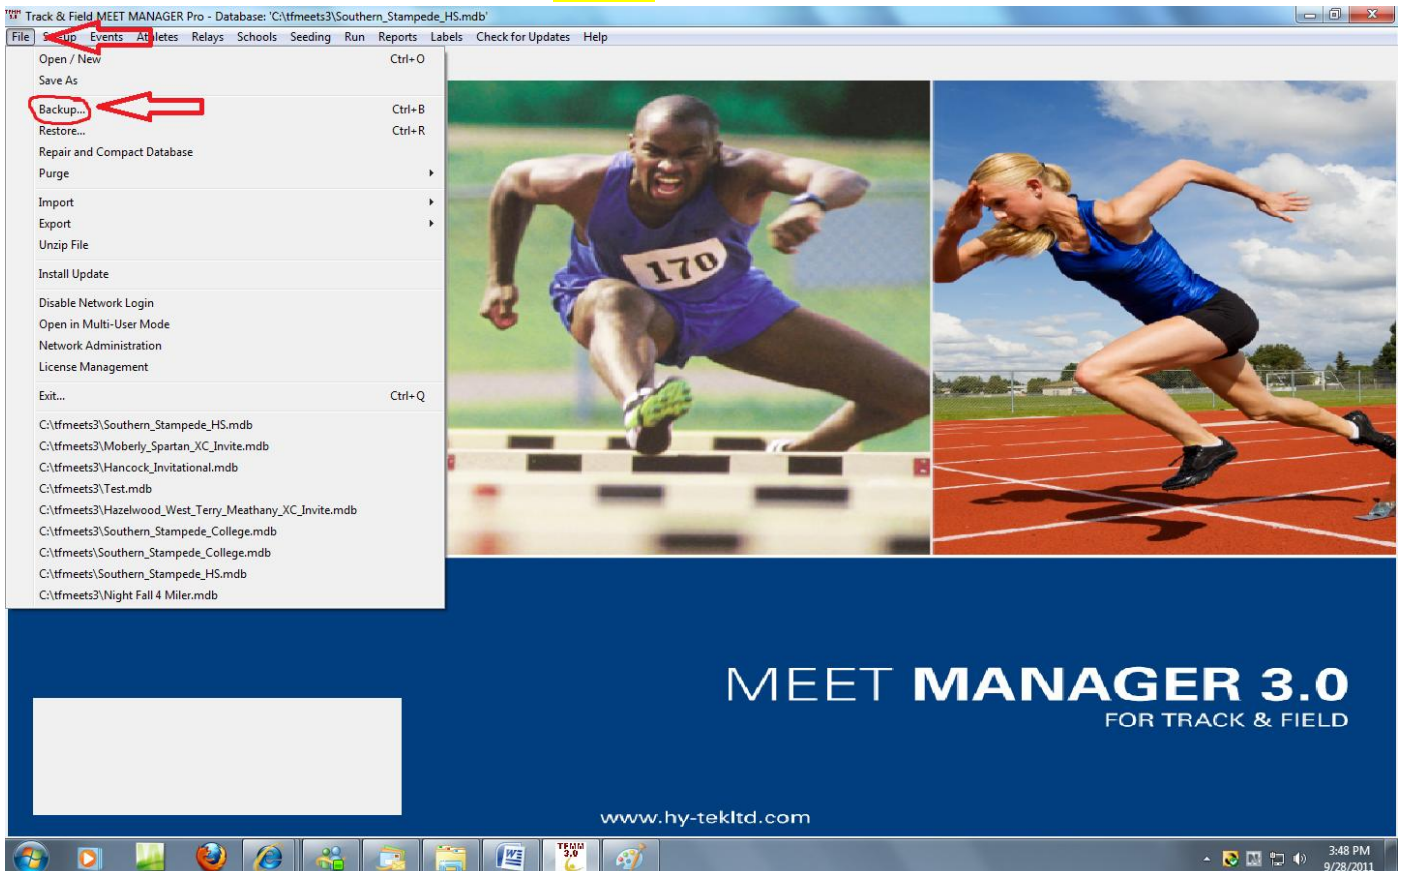 Track & Field MEET MANAGER Pro - Database: 'C:\tfmeets3\Southern_Stampede_HS.mdb'
File Set-up Events Athletes Relays Schools Seeding Run Reports Labels Check for Updates Help
Open / New Ctrl+O
Save As
Backup... Ctrl+B
Restore... Ctrl+R
Repair and Compact Database
Purge
Import
Export
Unzip File
Install Update
Disable Network Login
Open in Multi-User Mode
Network Administration
License Management
Exit... Ctrl+Q
C:\tfmeets3\Southern_Stampede_HS.mdb
C:\tfmeets3\Moberly_Spartan_XC_Invite.mdb
C:\tfmeets3\Hancock_Invitational.mdb
C:\tfmeets3\Test.mdb
C:\tfmeets3\Hazelwood_West_Terry_Meathany_XC_Invite.mdb
C:\tfmeets3\Southern_Stampede_College.mdb
C:\tfmeets\Southern_Stampede_College.mdb
C:\tfmeets\Southern_Stampede_HS.mdb
C:\tfmeets3\Night Fall 4 Miler.mdb
170
MEET MANAGER 3.0
FOR TRACK & FIELD
www.hy-tekltd.com
TFMM
3.0
3:48 PM
9/28/2011